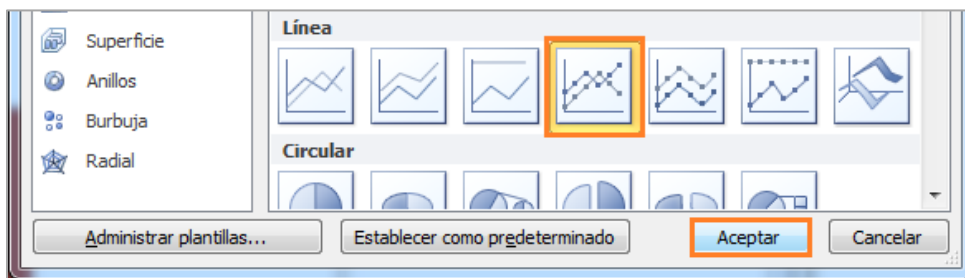 Superficie
Anillos
Burbuja
Radial
Línea
Circular
Administrar plantillas...
Establecer como predeterminado
Aceptar
Cancelar